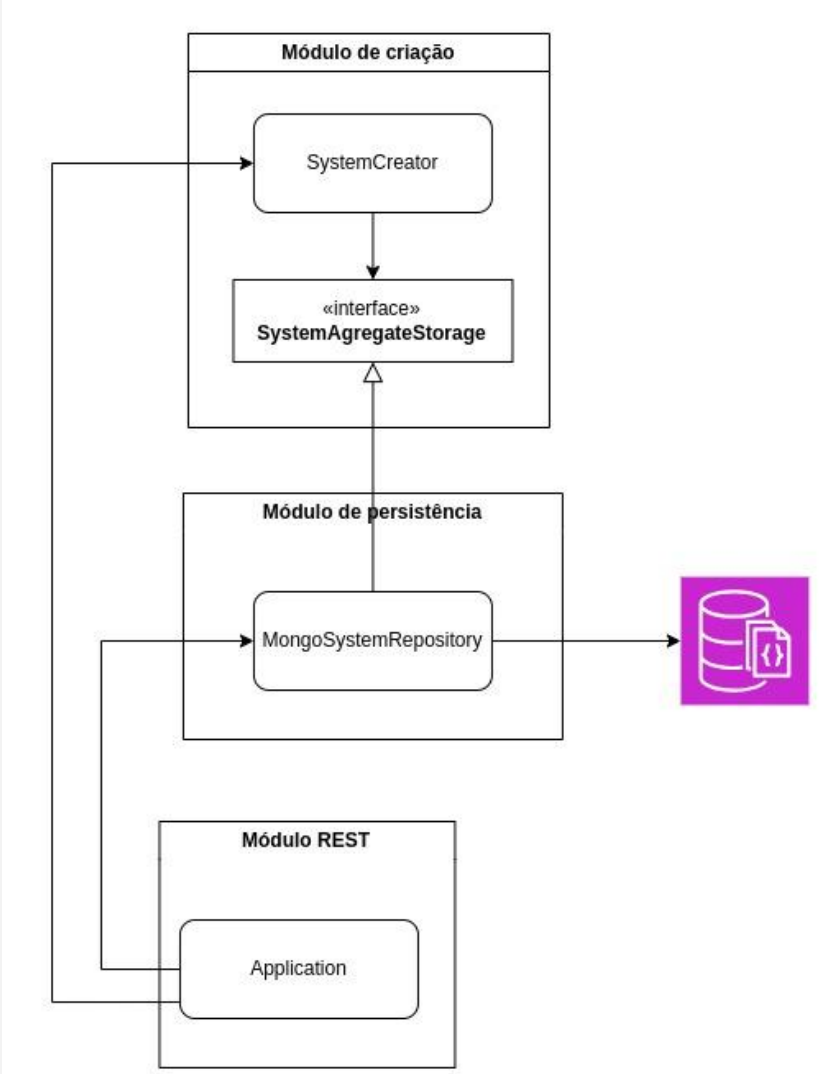 Módulo de criação
SystemCreator
«interface»
SystemAgregateStorage
Módulo de persistência
MongoSystemRepository
{}
Módulo REST
Application